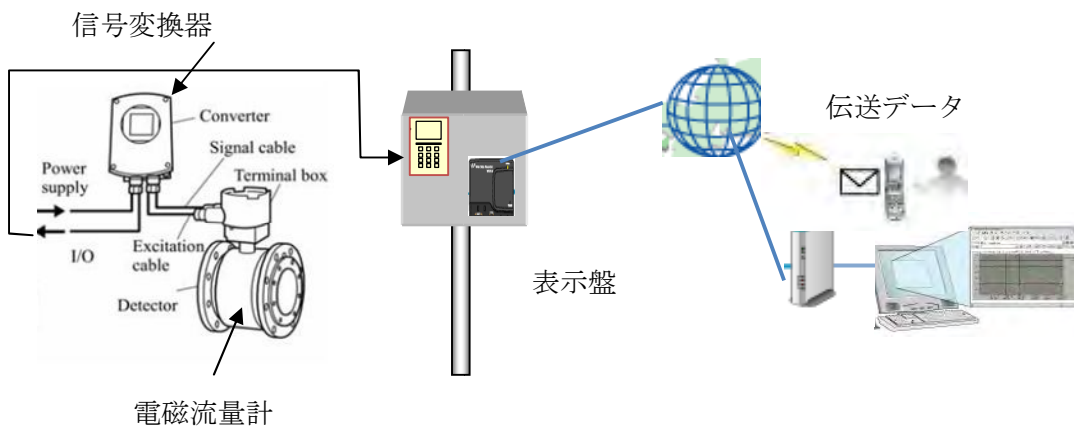 信号変換器
Converter
Signal cable
Power
supply
Terminal box
I/O
Excitation
cable
Detector
電磁流量計
表示盤
伝送データ